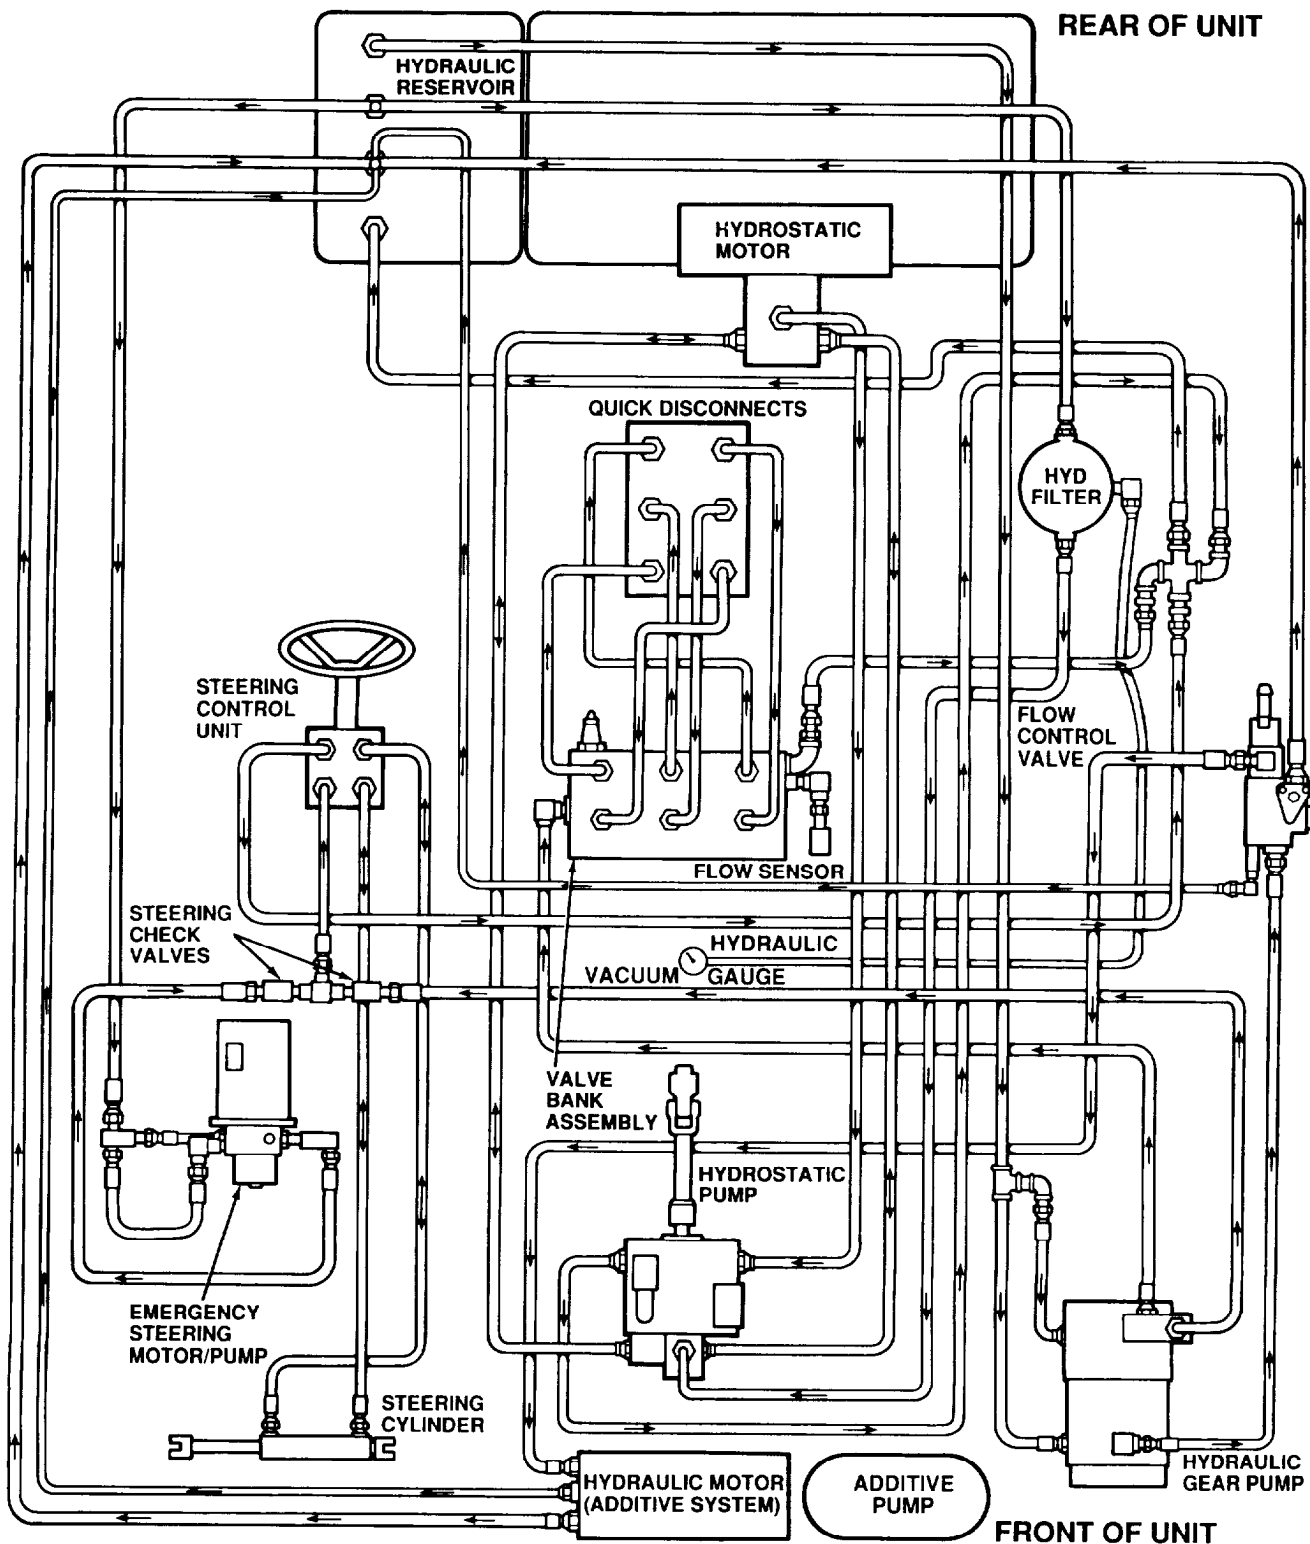 REAR OF UNIT
HYDRAULIC
RESERVOIR
HYDROSTATIC
MOTOR
QUICK DISCONNECTS
HYD
FILTER
STEERING
CONTROL
UNIT
FLOW
CONTROL
VALVE
FLOW SENSOR
STEERING
CHECK
VALVES
HYDRAULIC
VACUUM GAUGE
VALVE
BANK
ASSEMBLY
HYDROSTATIC
PUMP
EMERGENCY
STEERING
MOTOR/PUMP
STEERING
CYLINDER
HYDRAULIC
GEAR PUMP
HYDRAULIC MOTOR
(ADDITIVE SYSTEM)
ADDITIVE
PUMP
FRONT OF UNIT